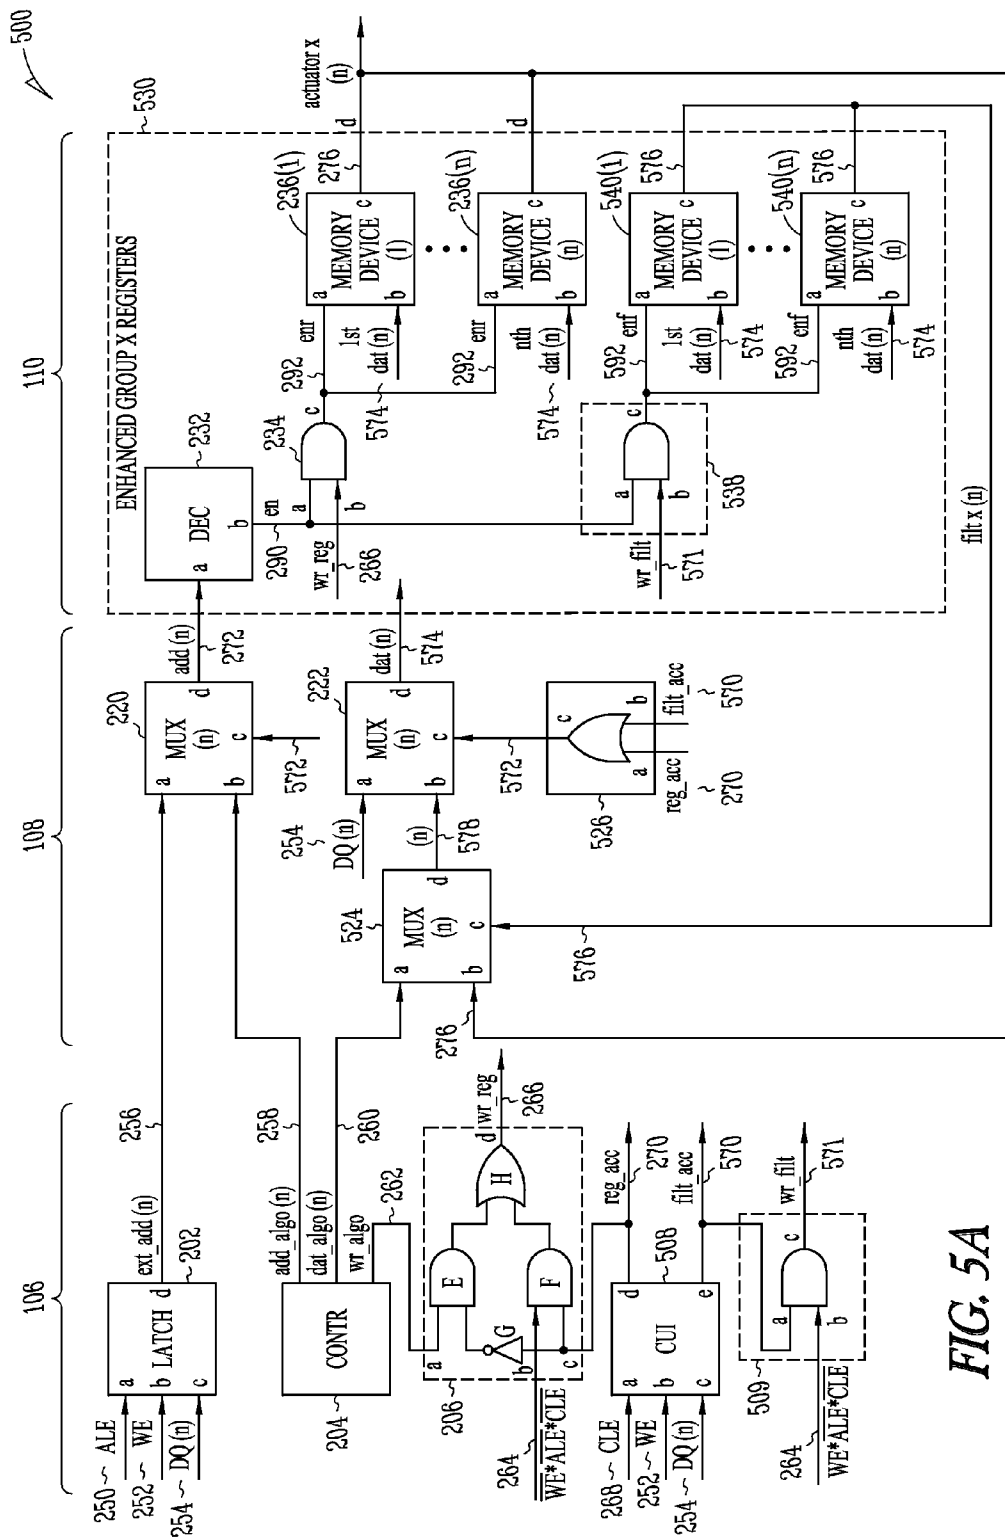 500
106
108
110
250 ALE
252 WE
254 DQ (n)
a
b
c
d
LATCH
202
ext_add (n)
256
204
CONTR
add_algo (n)
dat_algo (n)
wr_algo
258
260
262
206
a
b
c
d
E
F
G
H
wr_reg
266
264
WE*ALE*CLE
268 CLE
252 WE
254 DQ (n)
a
b
c
d
e
CUI
508
reg_acc
270
filt_acc
570
509
a
b
c
wr_filt
571
264
WE*ALE*CLE
220
MUX
(n)
a
b
c
d
572
add (n)
272
222
MUX
(n)
a
b
c
d
254
DQ (n)
dat (n)
574
524
MUX
(n)
a
b
c
d
(n)
578
276
576
572
526
a
b
c
reg_acc
270
filt_acc
570
530
ENHANCED GROUP X REGISTERS
DEC
232
a
b
290
en
234
a
b
c
wr_reg
266
292
enr
292
enr
1st
dat (n)
574
nth
dat (n)
574
MEMORY
DEVICE
(1)
a
b
c
236(1)
276
d
MEMORY
DEVICE
(n)
a
b
c
236(n)
d
actuator x
(n)
538
a
b
c
wr_filt
571
592
enf
592
enf
1st
dat (n)
574
nth
dat (n)
574
MEMORY
DEVICE
(1)
a
b
c
540(1)
576
MEMORY
DEVICE
(n)
a
b
c
540(n)
576
filt x (n)
FIG. 5A